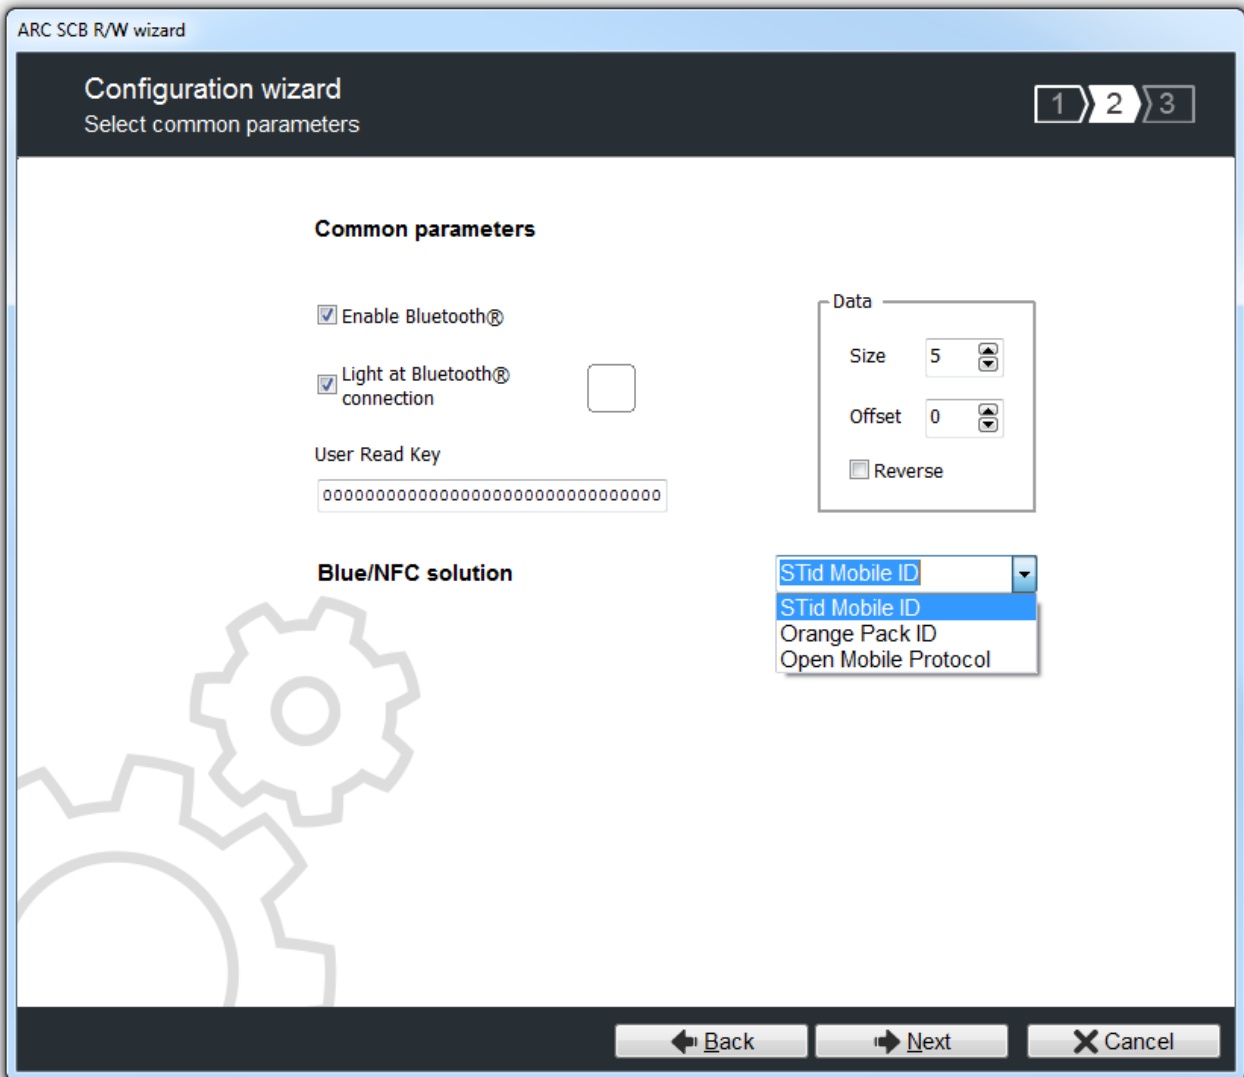 ARC SCB R/W wizard
Configuration wizard
Select common parameters
1 2 3
Common parameters
Enable Bluetooth®
Light at Bluetooth®
connection
User Read Key
00000000000000000000000000000000
Data
Size 5
Offset 0
Reverse
Blue/NFC solution
STid Mobile ID
STid Mobile ID
Orange Pack ID
Open Mobile Protocol
Back
Next
Cancel